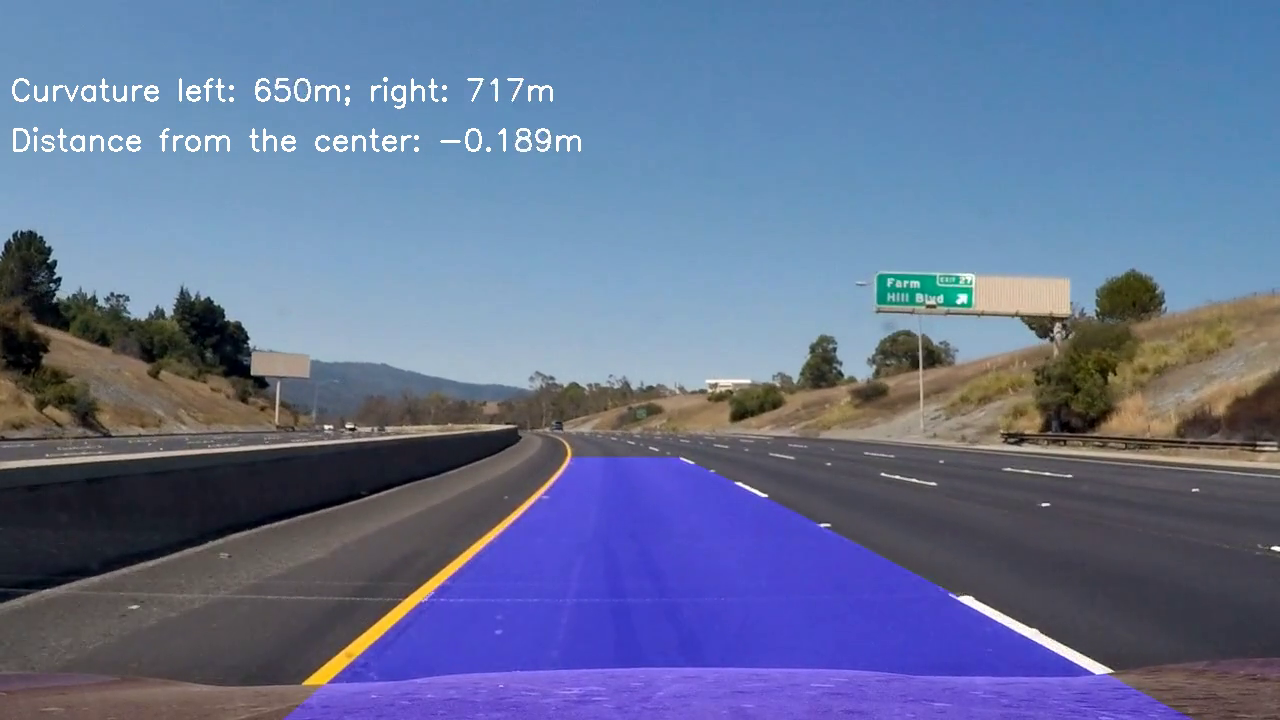 Curvature left: 650m; right: 717m
Distance from the center: −0.189m
EXIT 27
Farm
Hill Blvd